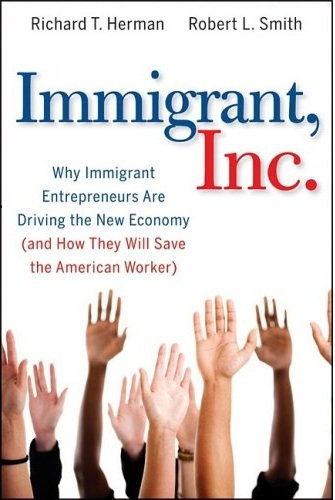 Richard T. Herman Robert L. Smith
Immigrant,
Inc.
Why Immigrant
Entrepreneurs Are
Driving the New Economy
(and How They Will Save
the American Worker)